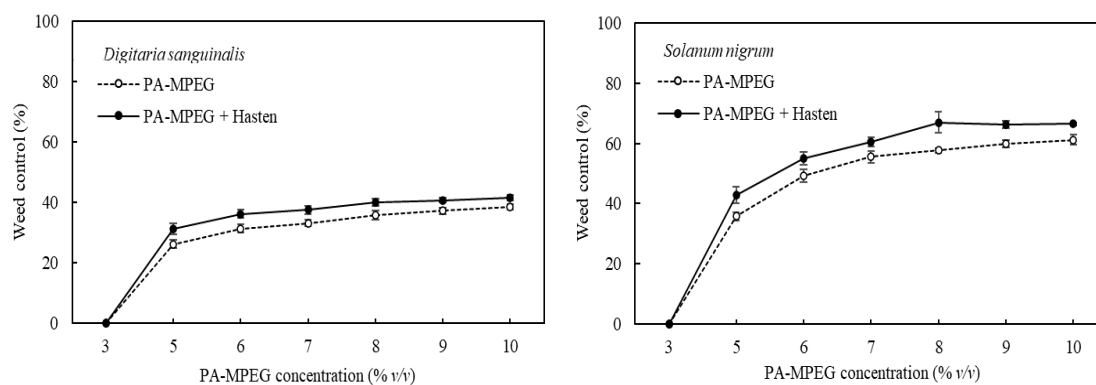 100
80
60
40
20
0
Weed control (%)
Digitaria sanguinalis
PA-MPEG
PA-MPEG + Hasten
3 5 6 7 8 9 10
PA-MPEG concentration (% v/v)
100
80
60
40
20
0
Weed control (%)
Solanum nigrum
PA-MPEG
PA-MPEG + Hasten
3 5 6 7 8 9 10
PA-MPEG concentration (% v/v)